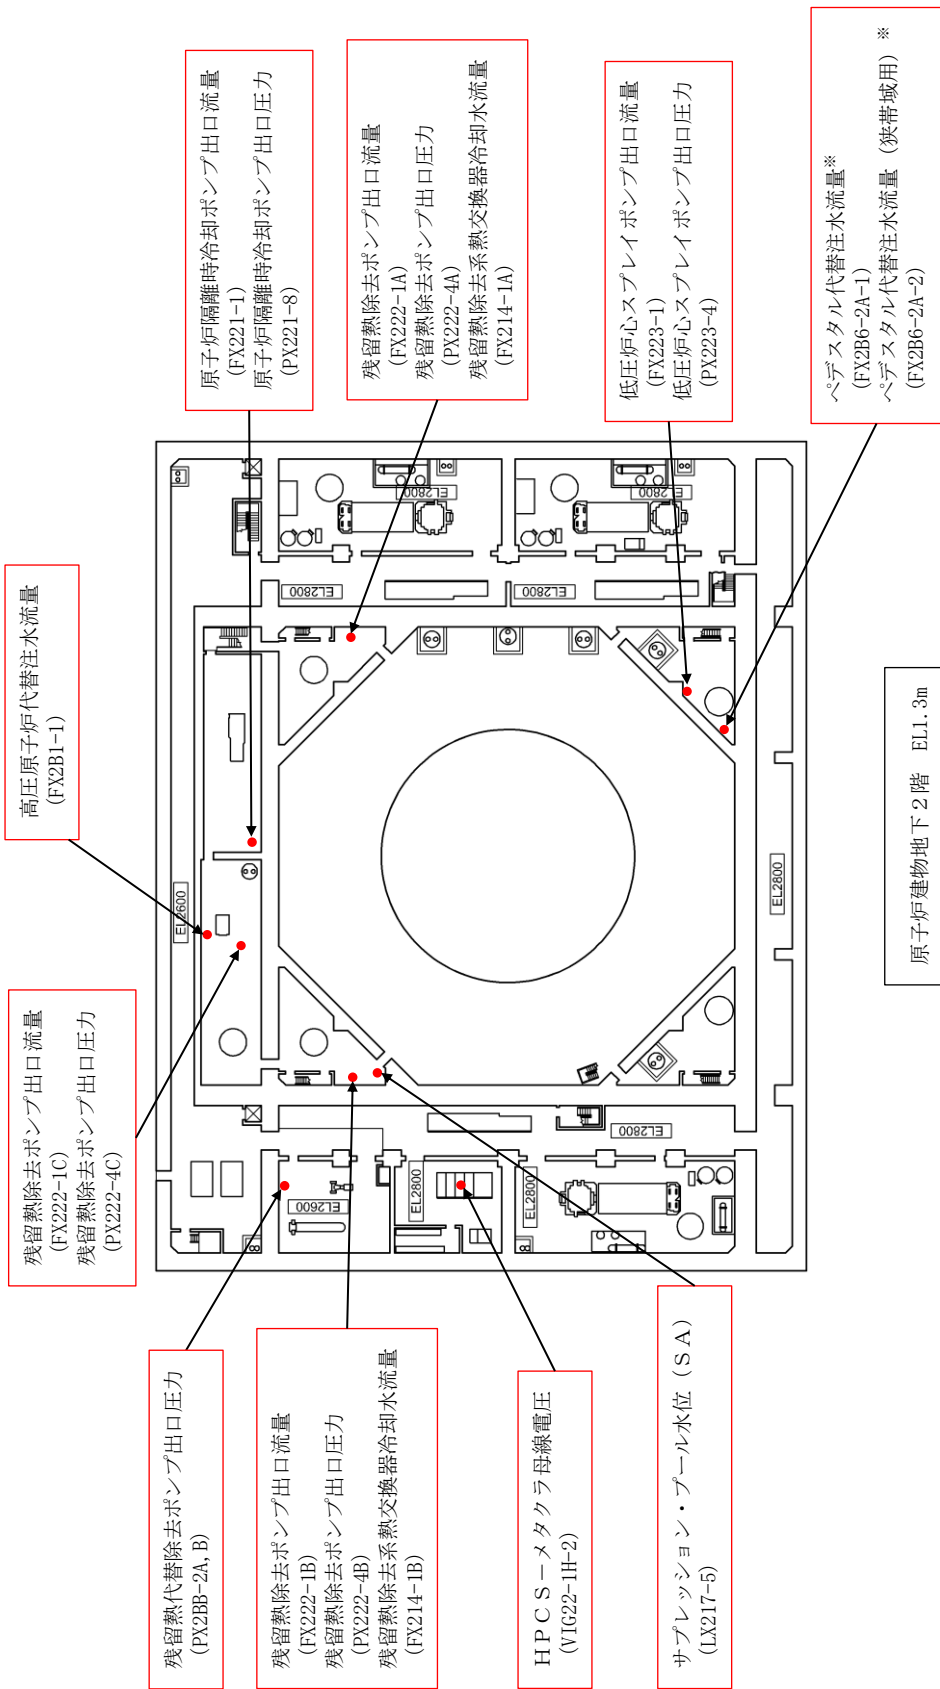 残留熱代替除去ポンプ出口圧力
(PX2BB-2A, B)
残留熱除去ポンプ出口流量
(FX222-1C)
残留熱除去ポンプ出口圧力
(PX222-4C)
高圧原子炉代替注水流量
(FX2B1-1)
原子炉隔離時冷却ポンプ出口流量
(FX221-1)
原子炉隔離時冷却ポンプ出口圧力
(PX221-8)
残留熱除去ポンプ出口流量
(FX222-1A)
残留熱除去ポンプ出口圧力
(PX222-4A)
残留熱除去系熱交換器冷却水流量
(FX214-1A)
残留熱除去ポンプ出口流量
(FX222-1B)
残留熱除去ポンプ出口圧力
(PX222-4B)
残留熱除去系熱交換器冷却水流量
(FX214-1B)
HPCS-メタクラ母線電圧
(VIG22-1H-2)
サプレッション・プール水位(SA)
(LX217-5)
低圧炉心スプレイポンプ出口流量
(FX223-1)
低圧炉心スプレイポンプ出口圧力
(PX223-4)
ペデスタル代替注水流量※
(FX2B6-2A-1)
ペデスタル代替注水流量(狭帯域用)※
(FX2B6-2A-2)
EL2600
EL2600
EL2800
EL2800
EL2800
EL2800
EL2800
EL2800
EL2800
EL2800
原子炉建物地下2階 EL1.3m